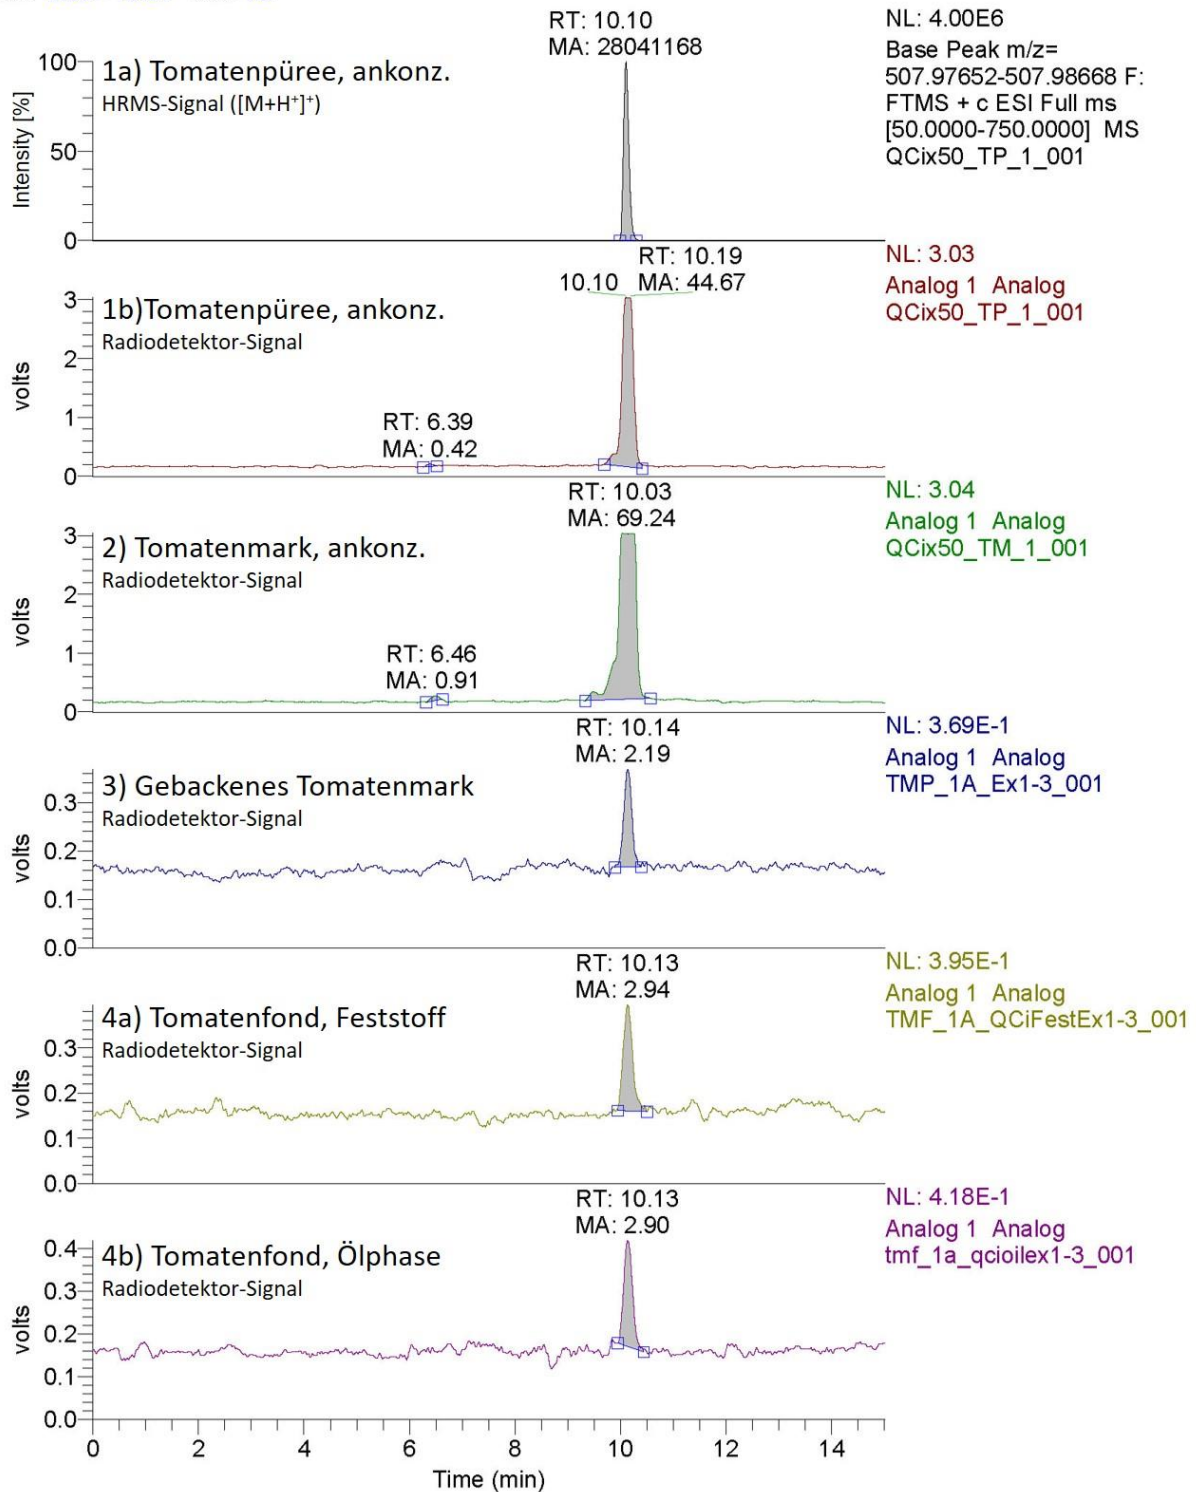 RT: 10.10
MA: 28041168
NL: 4.00E6
Base Peak m/z=
507.97652-507.98668 F:
FTMS + c ESI Full ms
[50.0000-750.0000] MS
QCix50_TP_1_001
1a) Tomatenpüree, ankonz.
HRMS-Signal ([M+H⁺]⁺)
Intensity [%]
100
50
0
RT: 10.19
10.10 MA: 44.67
NL: 3.03
Analog 1 Analog
QCix50_TP_1_001
1b)Tomatenpüree, ankonz.
Radiodetektor-Signal
RT: 6.39
MA: 0.42
volts
3
2
1
0
RT: 10.03
MA: 69.24
NL: 3.04
Analog 1 Analog
QCix50_TM_1_001
2) Tomatenmark, ankonz.
Radiodetektor-Signal
RT: 6.46
MA: 0.91
volts
3
2
1
0
RT: 10.14
MA: 2.19
NL: 3.69E-1
Analog 1 Analog
TMP_1A_Ex1-3_001
3) Gebackenes Tomatenmark
Radiodetektor-Signal
volts
0.3
0.2
0.1
0.0
RT: 10.13
MA: 2.94
NL: 3.95E-1
Analog 1 Analog
TMF_1A_QCiFestEx1-3_001
4a) Tomatenfond, Feststoff
Radiodetektor-Signal
volts
0.3
0.2
0.1
0.0
RT: 10.13
MA: 2.90
NL: 4.18E-1
Analog 1 Analog
tmf_1a_qcioilex1-3_001
4b) Tomatenfond, Ölphase
Radiodetektor-Signal
volts
0.4
0.3
0.2
0.1
0.0
0 2 4 6 8 10 12 14
Time (min)